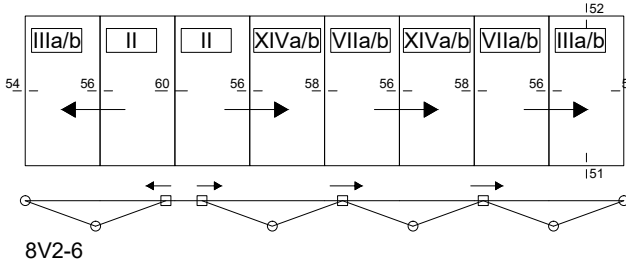 52
IIIa/b II II XIVa/b VIIa/b XIVa/b VIIa/b IIIa/b
54 56 60 56 58 56 58 56
51
8V2-6